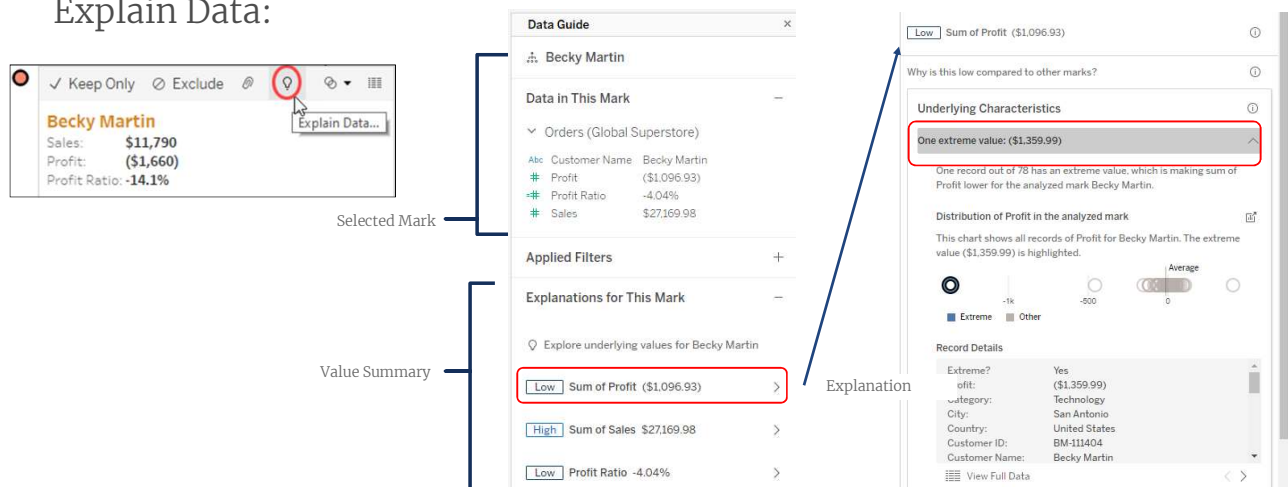 Explain Data:
Keep Only Exclude
Explain Data...
Becky Martin
Sales: $11,790
Profit: ($1,660)
Profit Ratio: -14.1%
Selected Mark
Value Summary
Data Guide ×
Becky Martin
Data in This Mark −
Orders (Global Superstore)
Abc Customer Name Becky Martin
# Profit ($1,096.93)
=# Profit Ratio -4.04%
# Sales $27,169.98
Applied Filters +
Explanations for This Mark −
Explore underlying values for Becky Martin
Low Sum of Profit ($1,096.93) >
High Sum of Sales $27,169.98 >
Low Profit Ratio -4.04% >
Explanation
Low Sum of Profit ($1,096.93)
Why is this low compared to other marks?
Underlying Characteristics
One extreme value: ($1,359.99)
One record out of 78 has an extreme value, which is making sum of
Profit lower for the analyzed mark Becky Martin.
Distribution of Profit in the analyzed mark
This chart shows all records of Profit for Becky Martin. The extreme
value ($1,359.99) is highlighted.
Average
-1k -500 0
Extreme Other
Record Details
Extreme? Yes
ofit: ($1,359.99)
Category: Technology
City: San Antonio
Country: United States
Customer ID: BM-111404
Customer Name: Becky Martin
View Full Data < >